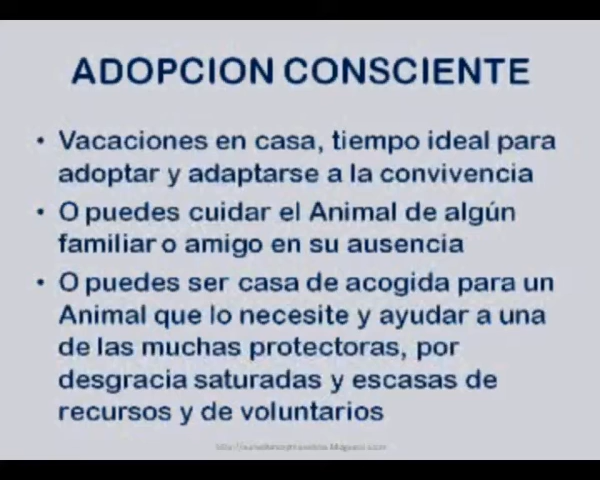 ADOPCION CONSCIENTE
• Vacaciones en casa, tiempo ideal para
adoptar y adaptarse a la convivencia
• O puedes cuidar el Animal de algún
familiar o amigo en su ausencia
• O puedes ser casa de acogida para un
Animal que lo necesite y ayudar a una
de las muchas protectoras, por
desgracia saturadas y escasas de
recursos y de voluntarios